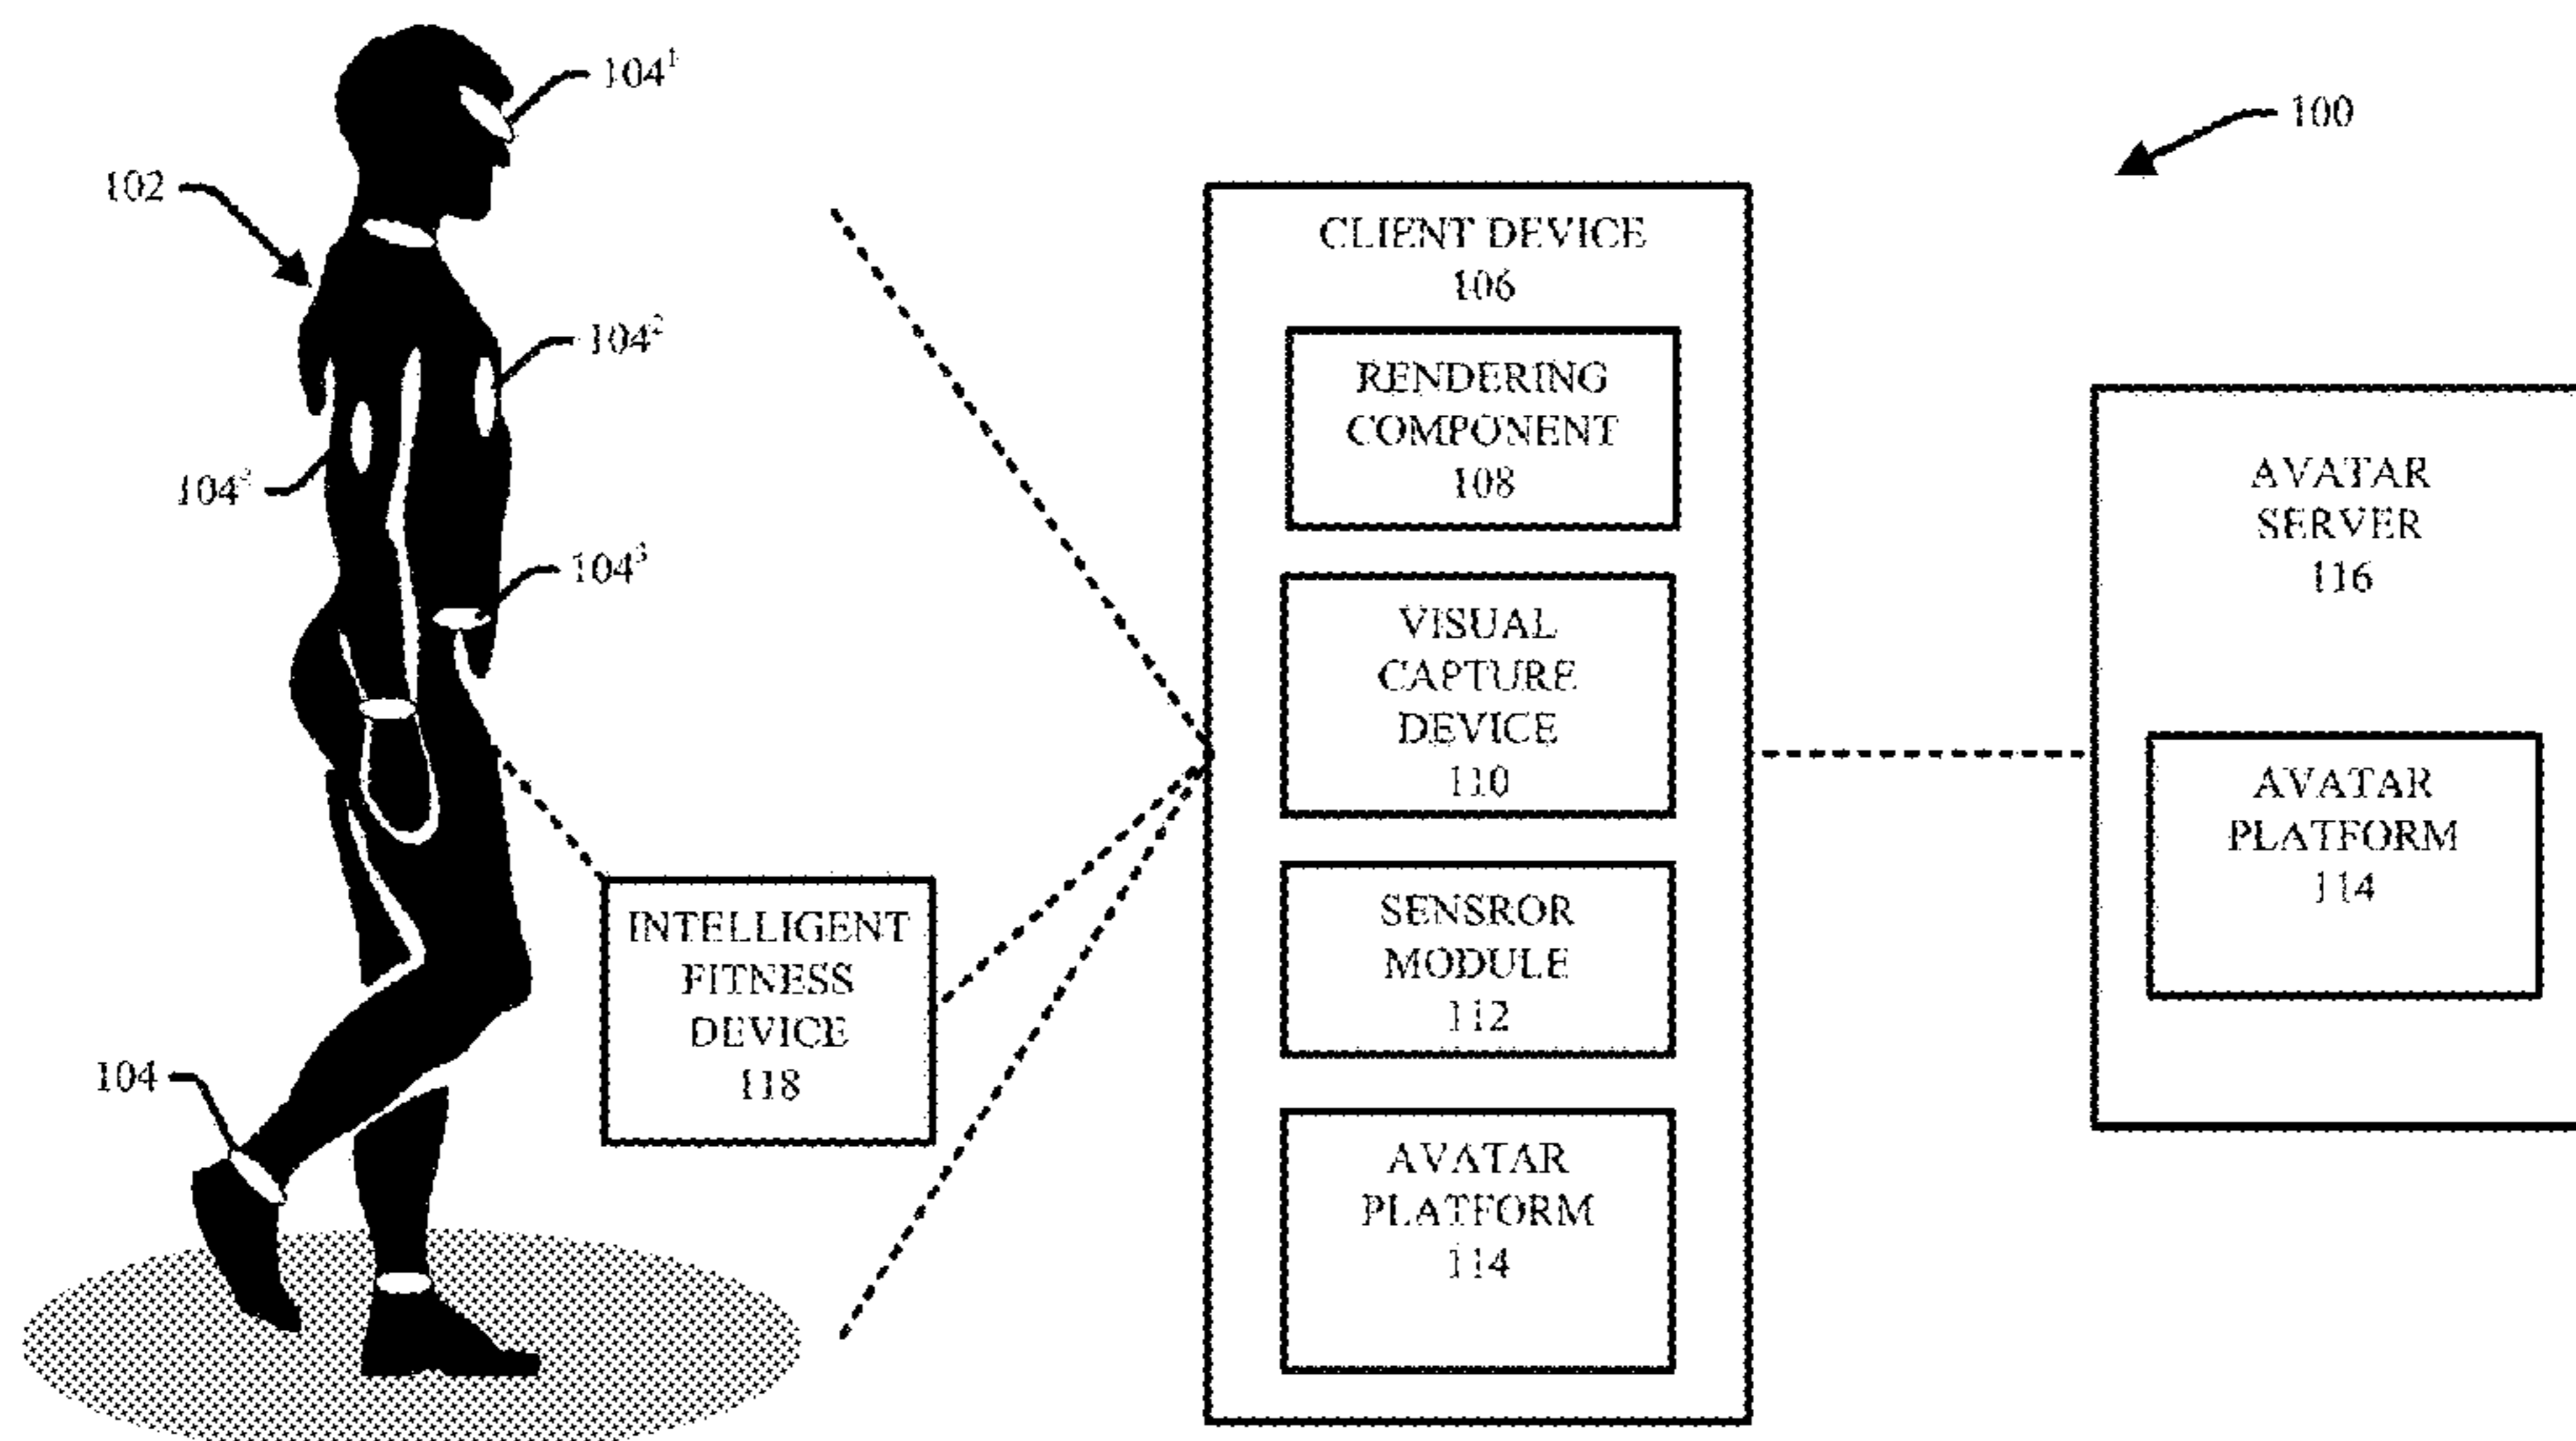 104¹
100
102
CLIENT DEVICE
106
104²
RENDERING
COMPONENT
108
AVATAR
SERVER
116
104³
VISUAL
CAPTURE
DEVICE
110
AVATAR
PLATFORM
114
INTELLIGENT
FITNESS
DEVICE
118
SENSROR
MODULE
112
104
AVATAR
PLATFORM
114